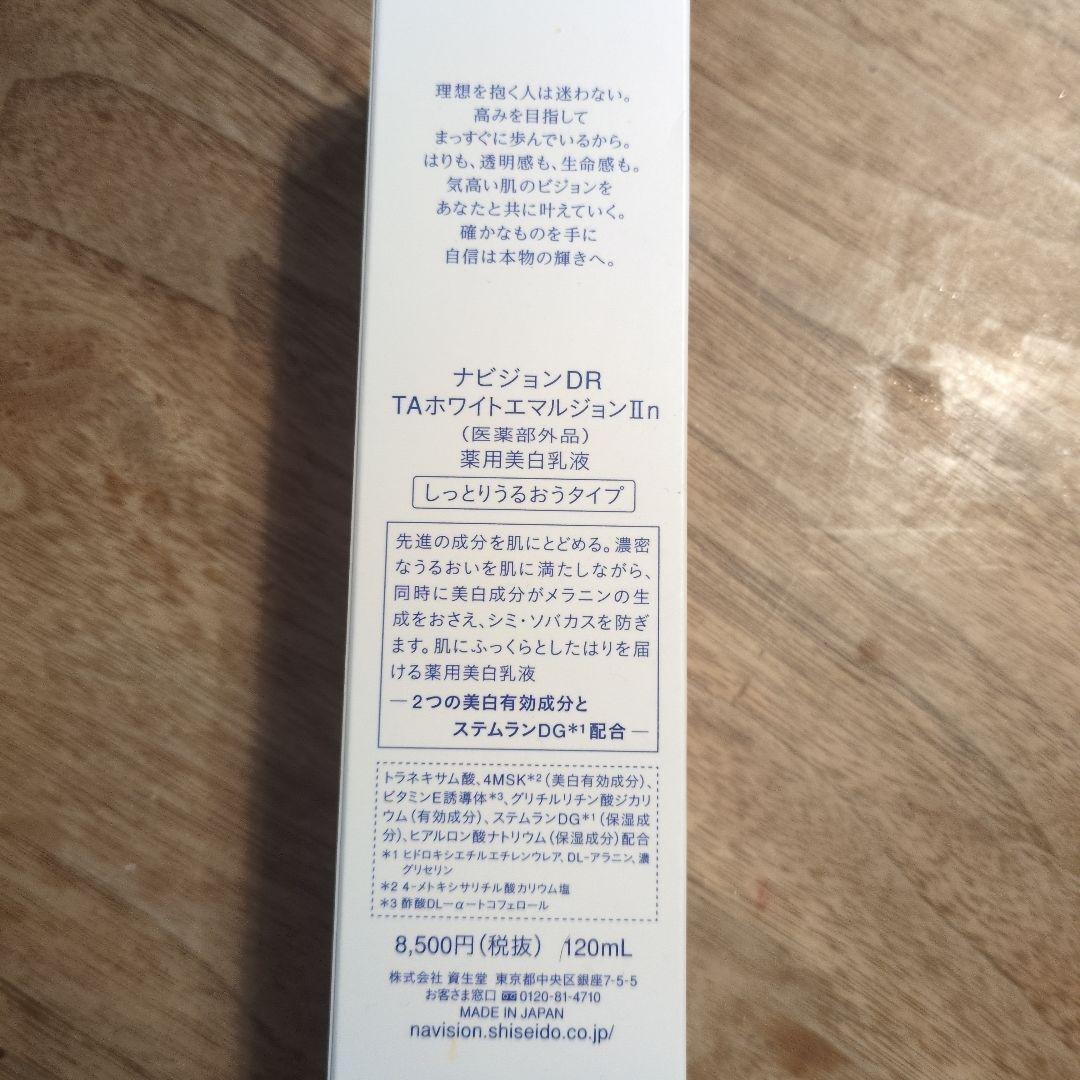 理想を抱く人は迷わない。
高みを目指して
まっすぐに歩んでいるから。
はりも、透明感も、生命感も。
気高い肌のビジョンを
あなたと共に叶えていく。
確かなものを手に
自信は本物の輝きへ。
ナビジョンDR
TAホワイトエマルジョンⅡn
(医薬部外品)
薬用美白乳液
しっとりうるおうタイプ
先進の成分を肌にとどめる。濃密
なうるおいを肌に満たしながら、
同時に美白成分がメラニンの生
成をおさえ、シミ・ソバカスを防ぎ
ます。肌にふっくらとしたはりを届
ける薬用美白乳液
―2つの美白有効成分と
ステムランDG*1配合―
トラネキサム酸、4MSK*2(美白有効成分)、
ビタミンE誘導体*3、グリチルリチン酸ジカリ
ウム(有効成分)、ステムランDG*1(保湿成
分)、ヒアルロン酸ナトリウム(保湿成分)配合
*1 ヒドロキシエチルエチレンウレア、DL-アラニン、濃
グリセリン
*2 4-メトキシサリチル酸カリウム塩
*3 酢酸DL-α-トコフェロール
8,500円(税抜) 120mL
株式会社 資生堂 東京都中央区銀座7-5-5
お客さま窓口 0120-81-4710
MADE IN JAPAN
navision.shiseido.co.jp/